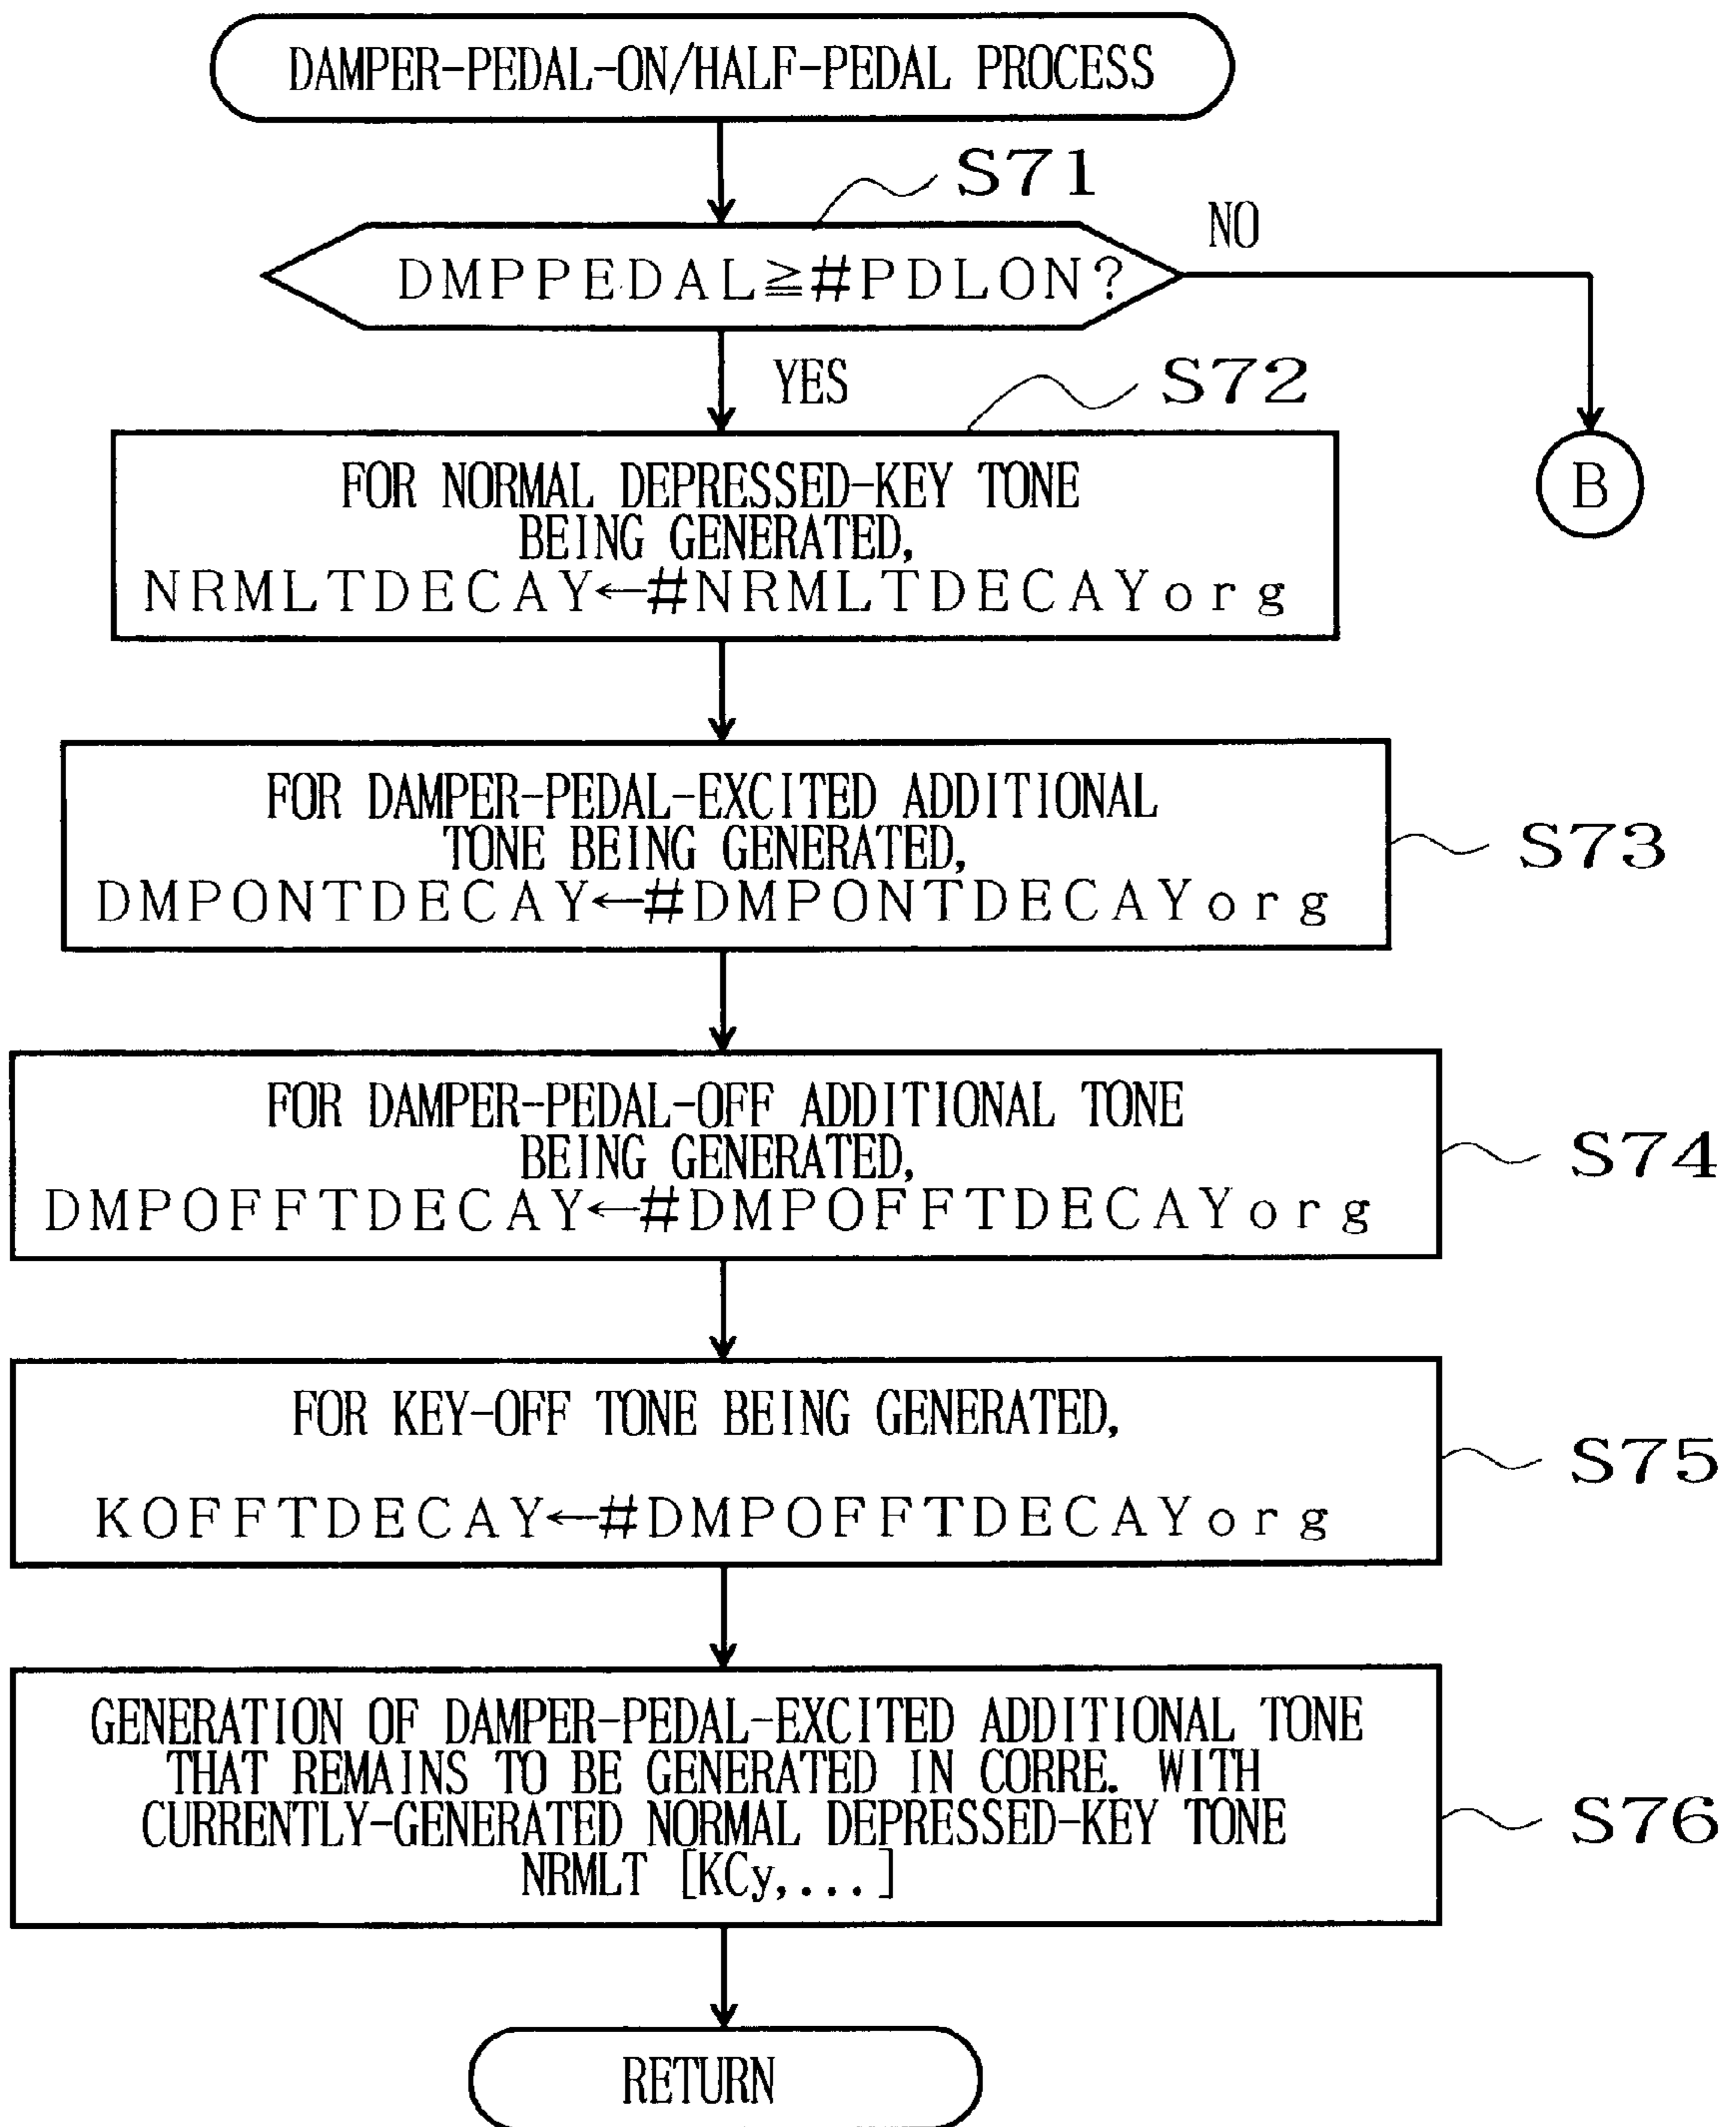 DAMPER-PEDAL-ON/HALF-PEDAL PROCESS
S71
NO
DMPPEDAL≧#PDLON?
YES
S72
B
FOR NORMAL DEPRESSED-KEY TONE
BEING GENERATED,
NRMLTDECAY←#NRMLTDECAYorg
FOR DAMPER-PEDAL-EXCITED ADDITIONAL
TONE BEING GENERATED,
DMPONTDECAY←#DMPONTDECAYorg
S73
FOR DAMPER-PEDAL-OFF ADDITIONAL TONE
BEING GENERATED,
DMPOFFTDECAY←#DMPOFFTDECAYorg
S74
FOR KEY-OFF TONE BEING GENERATED,
KOFFTDECAY←#DMPOFFTDECAYorg
S75
GENERATION OF DAMPER-PEDAL-EXCITED ADDITIONAL TONE
THAT REMAINS TO BE GENERATED IN CORRE. WITH
CURRENTLY-GENERATED NORMAL DEPRESSED-KEY TONE
NRMLT [KCy,...]
S76
RETURN